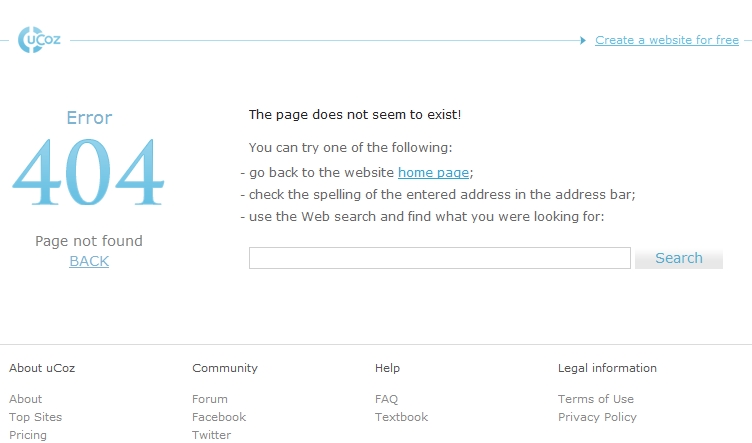 uCoz
Create a website for free
Error
404
Page not found
BACK
The page does not seem to exist!
You can try one of the following:
- go back to the website home page;
- check the spelling of the entered address in the address bar;
- use the Web search and find what you were looking for:
Search
About uCoz
About
Top Sites
Pricing
Community
Forum
Facebook
Twitter
Help
FAQ
Textbook
Legal information
Terms of Use
Privacy Policy